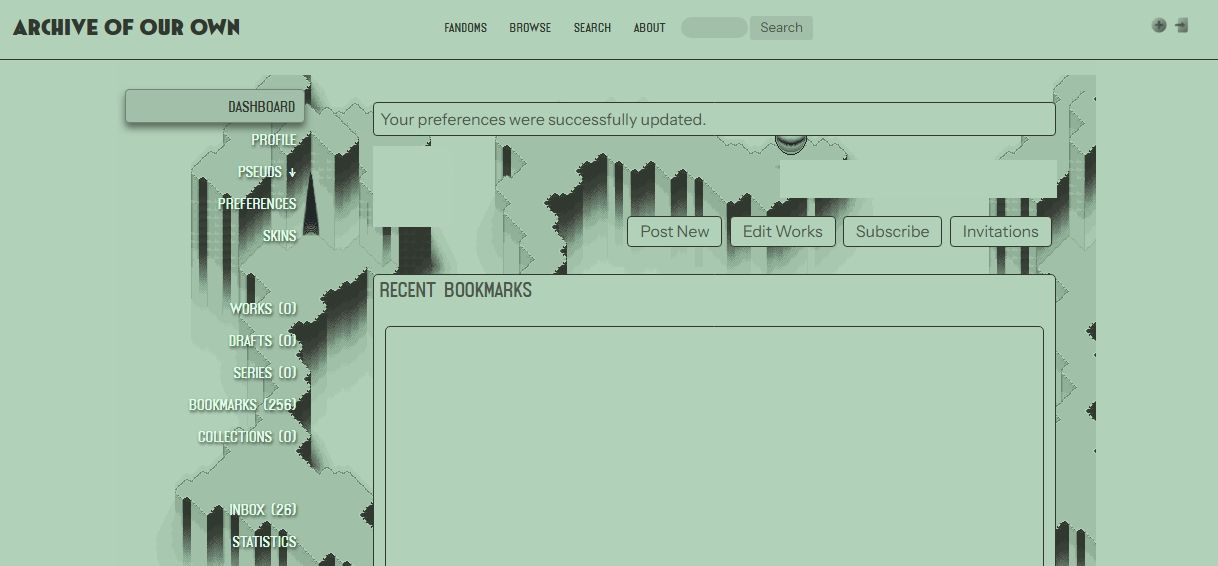 ARCHIVE OF OUR OWN
FANDOMS BROWSE SEARCH ABOUT Search
DASHBOARD
PROFILE
PSEUDS ↓
PREFERENCES
SKINS
WORKS (0)
DRAFTS (0)
SERIES (0)
BOOKMARKS (256)
COLLECTIONS (0)
INBOX (26)
STATISTICS
Your preferences were successfully updated.
Post New Edit Works Subscribe Invitations
RECENT BOOKMARKS